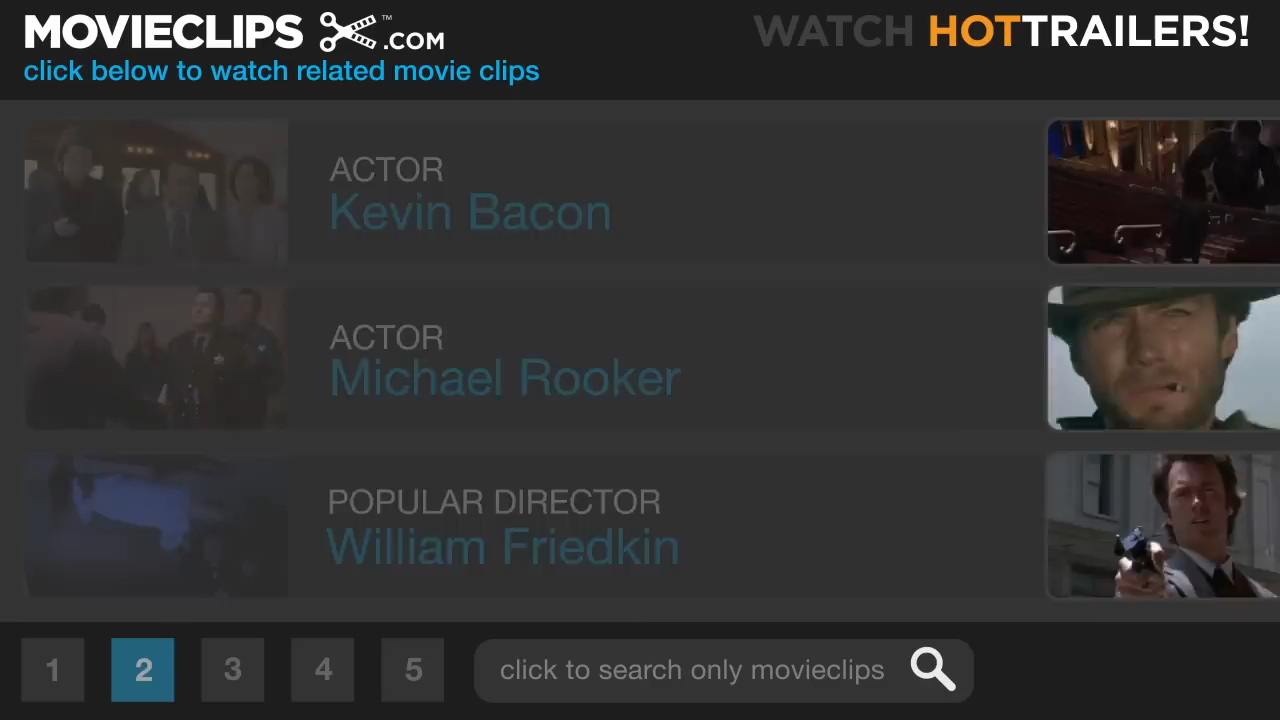 MOVIECLIPS ™ .COM
WATCH HOTTRAILERS!
click below to watch related movie clips
ACTOR
Kevin Bacon
ACTOR
Michael Rooker
POPULAR DIRECTOR
William Friedkin
1 2 3 4 5 click to search only movieclips